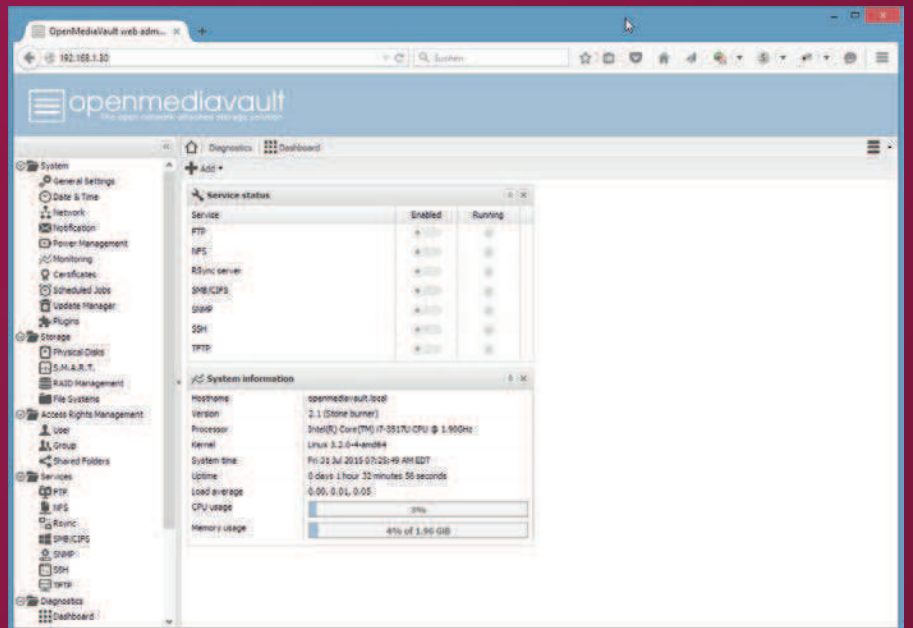 OpenMediaVault web adm...
192.168.1.30
Suchen
openmediavault
The open network attached storage solution
Diagnostics
Dashboard
Add
System
General Settings
Date & Time
Network
Notification
Power Management
Monitoring
Certificates
Scheduled Jobs
Update Manager
Plugins
Storage
Physical Disks
S.M.A.R.T.
RAID Management
File Systems
Access Rights Management
User
Group
Shared Folders
Services
FTP
NFS
Rsync
SMB/CIFS
SNMP
SSH
TFTP
Diagnostics
Dashboard
Service status
Service Enabled Running
FTP
NFS
RSync server
SMB/CIFS
SNMP
SSH
TFTP
System information
Hostname openmediavault.local
Version 2.1 (Stone burner)
Processor Intel(R) Core(TM) i7-3517U CPU @ 1.90GHz
Kernel Linux 3.2.0-4-amd64
System time Fri 31 Jul 2015 07:25:49 AM EDT
Uptime 0 days 1 hour 32 minutes 56 seconds
Load average 0.00, 0.01, 0.05
CPU usage 3%
Memory usage 4% of 1.96 GiB